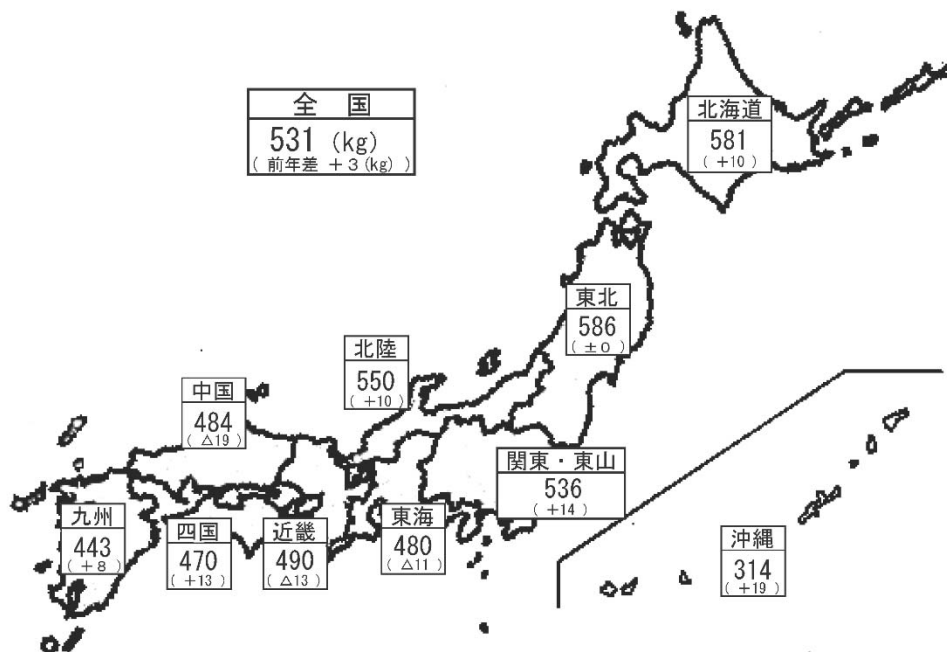 全 国
531 (kg)
( 前年差 +3(kg) )
北海道
581
( +10)
東北
586
( ±0 )
北陸
550
( +10)
中国
484
( △19 )
関東・東山
536
( +14)
九州
443
( +8 )
四国
470
( +13)
近畿
490
( △13 )
東海
480
( △11 )
沖縄
314
( +19)